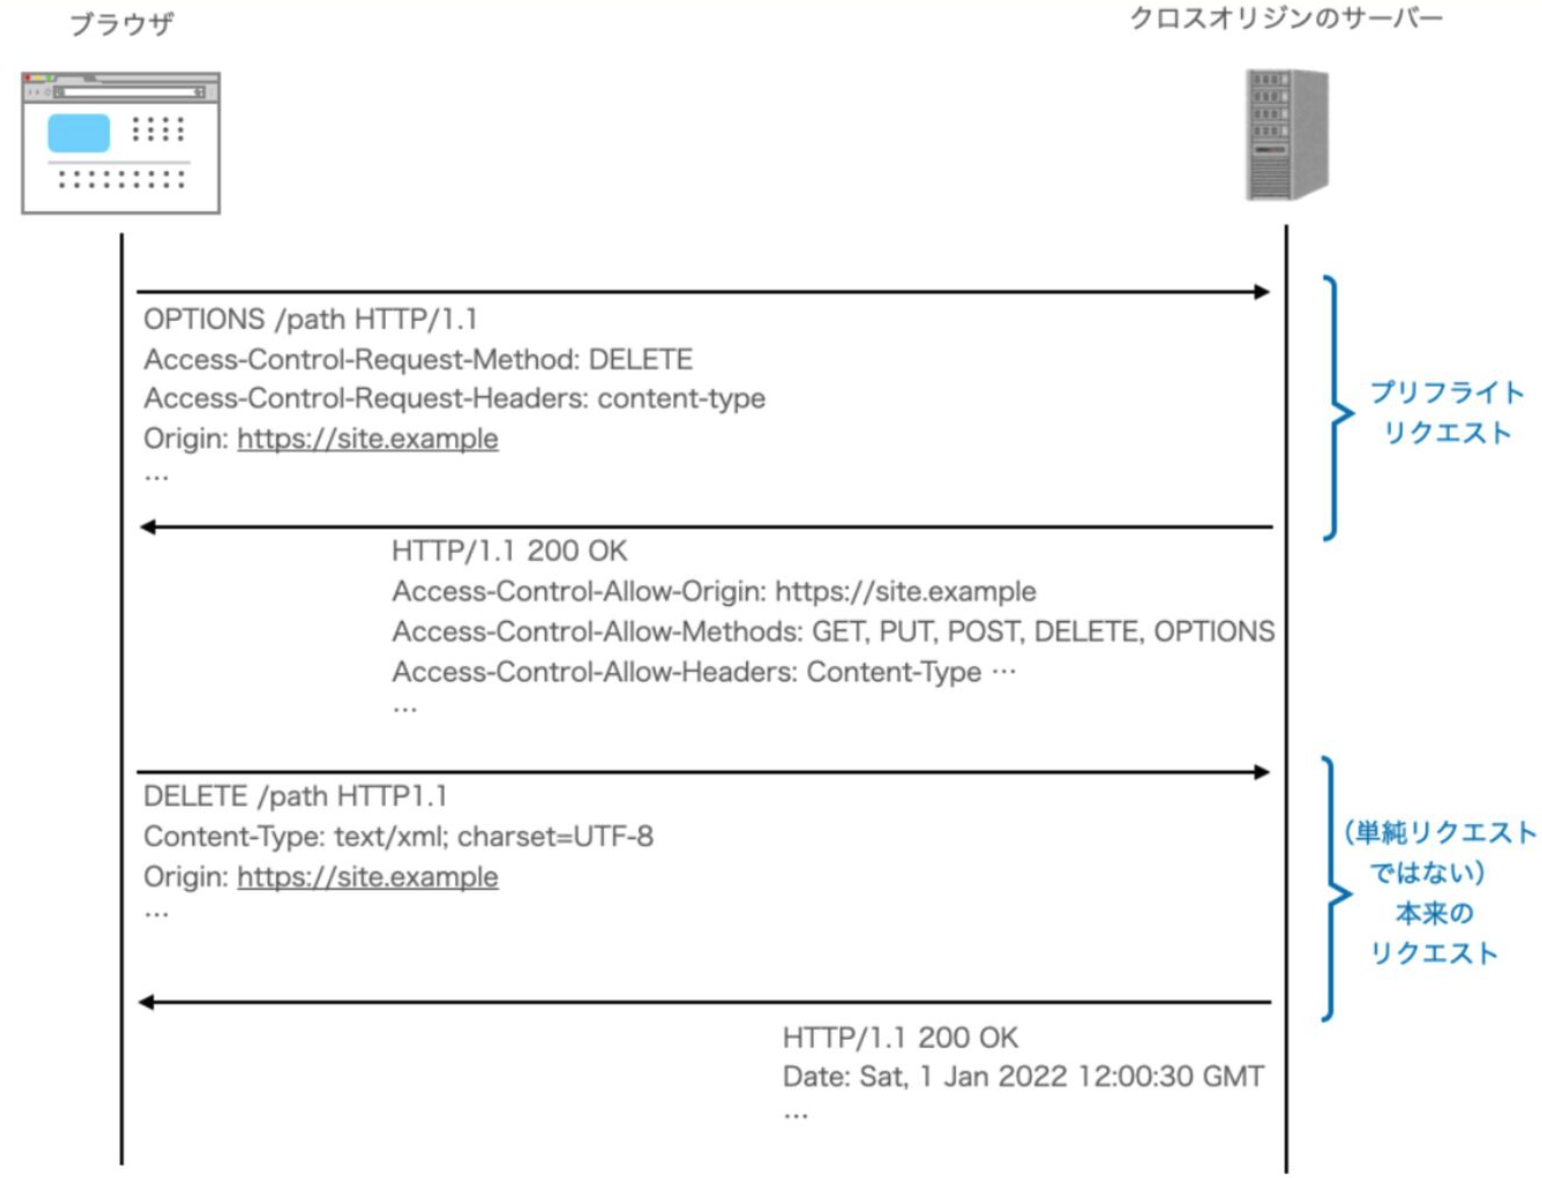 ブラウザ
クロスオリジンのサーバー
OPTIONS /path HTTP/1.1
Access-Control-Request-Method: DELETE
Access-Control-Request-Headers: content-type
Origin: https://site.example
…
プリフライト
リクエスト
HTTP/1.1 200 OK
Access-Control-Allow-Origin: https://site.example
Access-Control-Allow-Methods: GET, PUT, POST, DELETE, OPTIONS
Access-Control-Allow-Headers: Content-Type …
…
DELETE /path HTTP1.1
Content-Type: text/xml; charset=UTF-8
Origin: https://site.example
…
（単純リクエスト
ではない）
本来の
リクエスト
HTTP/1.1 200 OK
Date: Sat, 1 Jan 2022 12:00:30 GMT
…